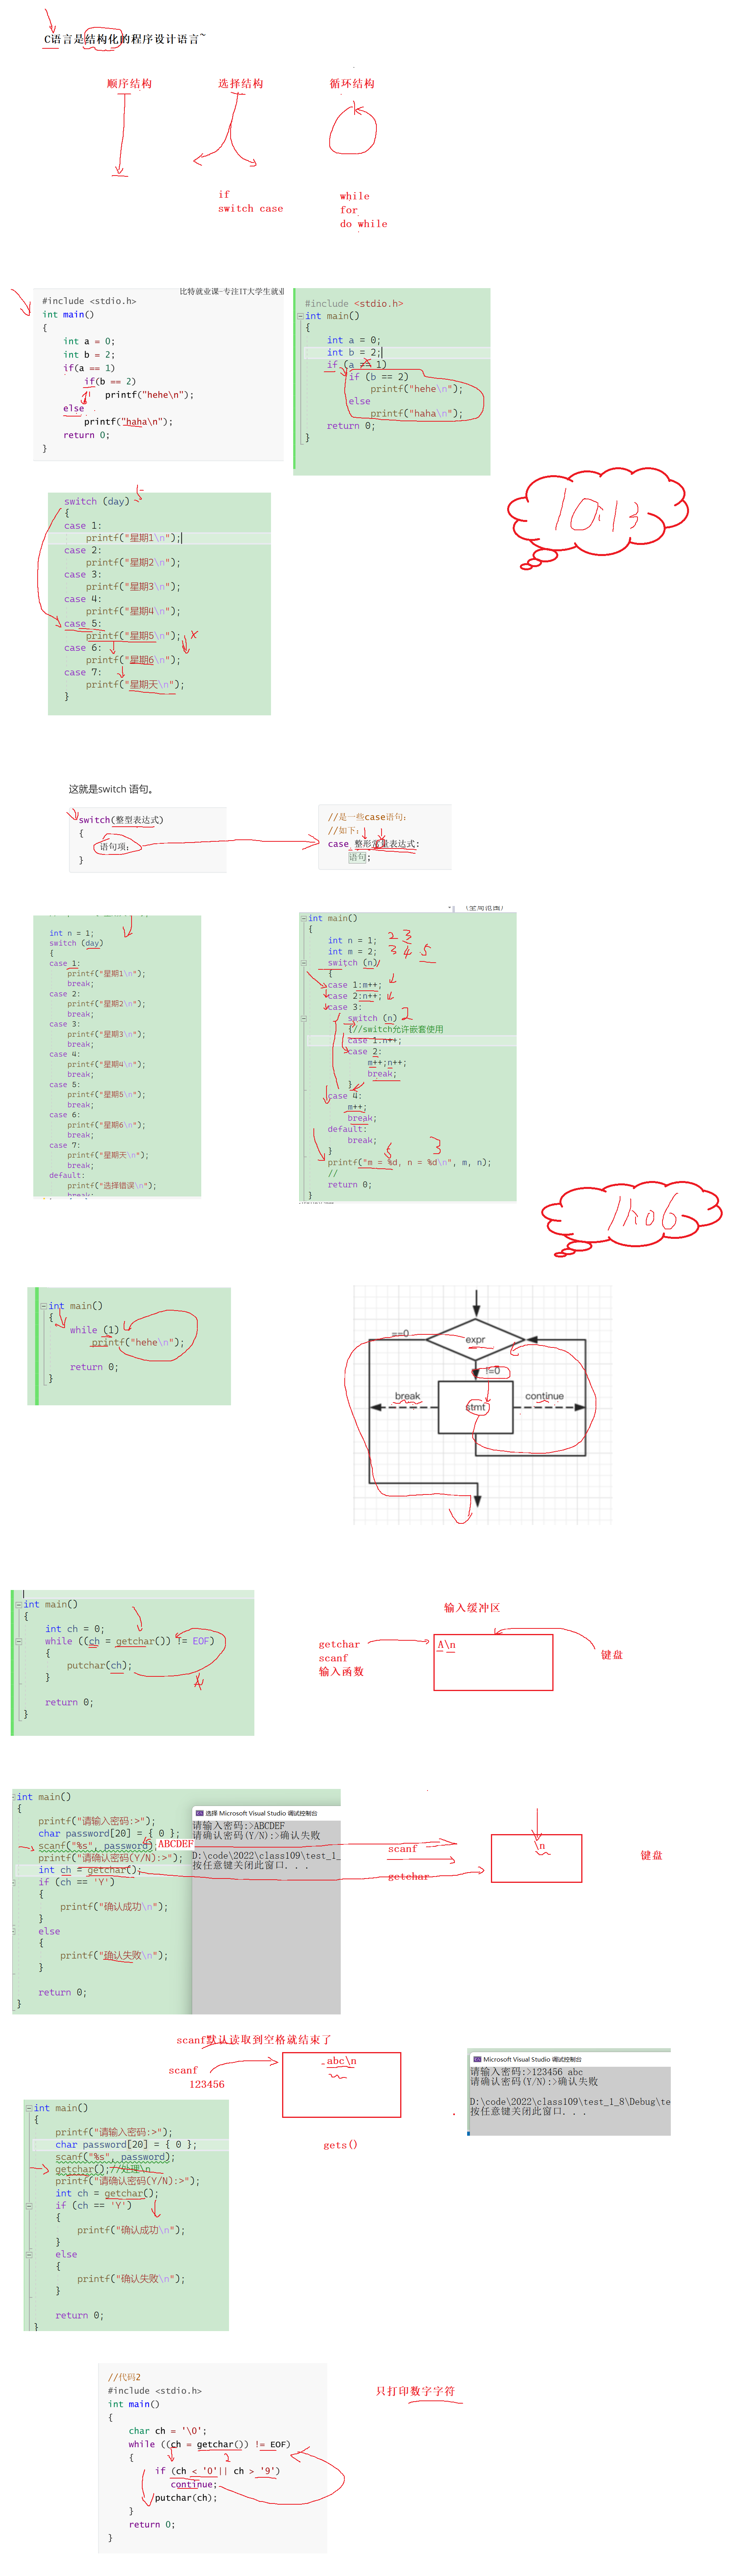 C语言是结构化的程序设计语言~
顺序结构 选择结构 循环结构
if
switch case
while
for
do while
比特就业课-专注IT大学生就业
#include <stdio.h>
int main()
{
int a = 0;
int b = 2;
if(a == 1)
if(b == 2)
printf("hehe\n");
else
printf("haha\n");
return 0;
}
#include <stdio.h>
int main()
{
int a = 0;
int b = 2;
if (a == 1)
if (b == 2)
printf("hehe\n");
else
printf("haha\n");
return 0;
}
switch (day) 5
{
case 1:
printf("星期1\n");
case 2:
printf("星期2\n");
case 3:
printf("星期3\n");
case 4:
printf("星期4\n");
case 5:
printf("星期5\n");
case 6:
printf("星期6\n");
case 7:
printf("星期天\n");
}
10:13
这就是switch 语句。
switch(整型表达式)
{
语句项;
}
//是一些case语句:
//如下:
case 整形常量表达式:
语句;
int n = 1;
switch (day)
{
case 1:
printf("星期1\n");
break;
case 2:
printf("星期2\n");
break;
case 3:
printf("星期3\n");
break;
case 4:
printf("星期4\n");
break;
case 5:
printf("星期5\n");
break;
case 6:
printf("星期6\n");
break;
case 7:
printf("星期天\n");
break;
default:
printf("选择错误\n");
break;
(全局范围)
int main()
{
int n = 1; 2 3
int m = 2; 3 4 5
switch (n)
{
case 1:m++;
case 2:n++;
case 3:
switch (n) 2
{//switch允许嵌套使用
case 1:n++;
case 2:
m++;n++;
break;
}
case 4:
m++;
break;
default:
break;
}
5 3
printf("m = %d, n = %d\n", m, n);
//
return 0;
}
11:06
int main()
{
while (1)
printf("hehe\n");
return 0;
}
==0
expr
!=0
break
stmt
continue
int main()
{
int ch = 0;
while ((ch = getchar()) != EOF)
{
putchar(ch);
}
return 0;
}
输入缓冲区
getchar
scanf
输入函数
A\n
键盘
int main()
{
printf("请输入密码:>");
char password[20] = { 0 };
scanf("%s", password); ABCDEF
printf("请确认密码(Y/N):>");
int ch = getchar();
if (ch == 'Y')
{
printf("确认成功\n");
}
else
{
printf("确认失败\n");
}
return 0;
}
选择 Microsoft Visual Studio 调试控制台
请输入密码:>ABCDEF
请确认密码(Y/N):>确认失败
D:\code\2022\class109\test_1_
按任意键关闭此窗口. . .
scanf
getchar
\n
键盘
scanf默认读取到空格就结束了
scanf
123456
abc\n
gets()
Microsoft Visual Studio 调试控制台
请输入密码:>123456 abc
请确认密码(Y/N):>确认失败
D:\code\2022\class109\test_1_8\Debug\te
按任意键关闭此窗口. . .
int main()
{
printf("请输入密码:>");
char password[20] = { 0 };
scanf("%s", password);
getchar();//处理\n
printf("请确认密码(Y/N):>");
int ch = getchar();
if (ch == 'Y')
{
printf("确认成功\n");
}
else
{
printf("确认失败\n");
}
return 0;
}
//代码2
#include <stdio.h>
int main()
{
char ch = '\0';
while ((ch = getchar()) != EOF)
{ 2
if (ch < '0'|| ch > '9')
continue;
putchar(ch);
}
return 0;
}
只打印数字字符